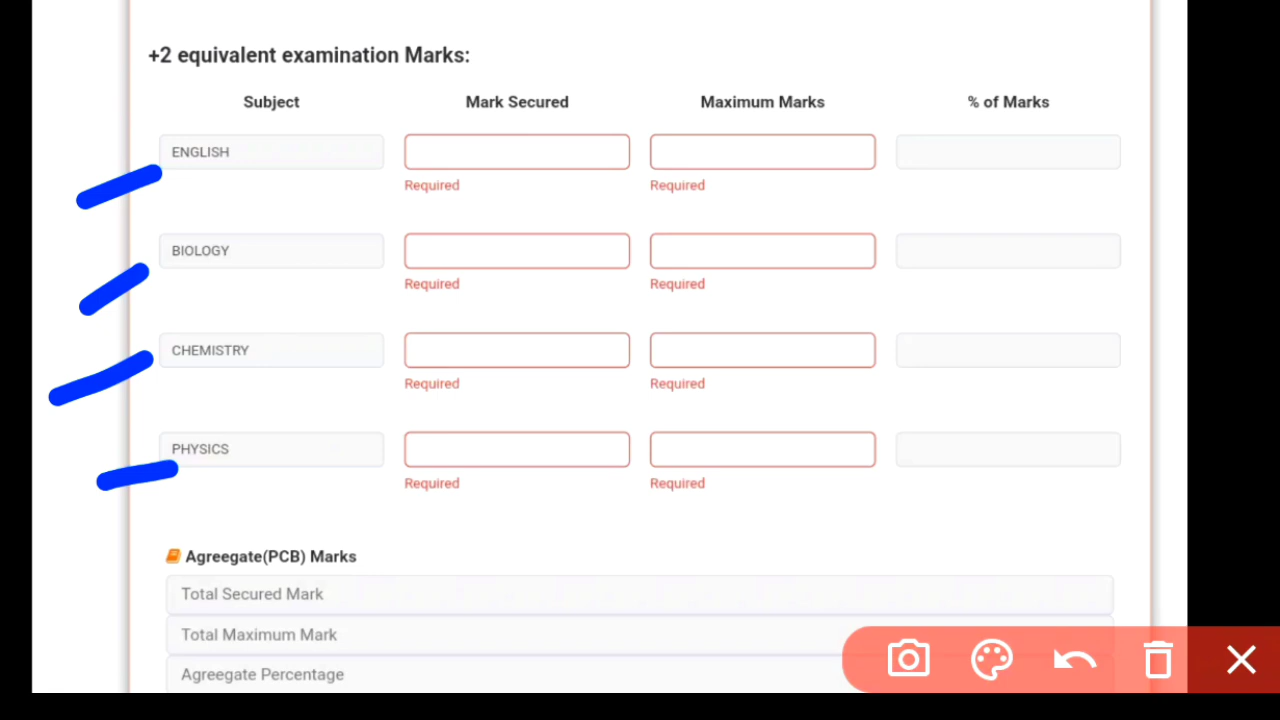 +2 equivalent examination Marks:
Subject Mark Secured Maximum Marks % of Marks
ENGLISH
Required Required
BIOLOGY
Required Required
CHEMISTRY
Required Required
PHYSICS
Required Required
Agreegate(PCB) Marks
Total Secured Mark
Total Maximum Mark
Agreegate Percentage